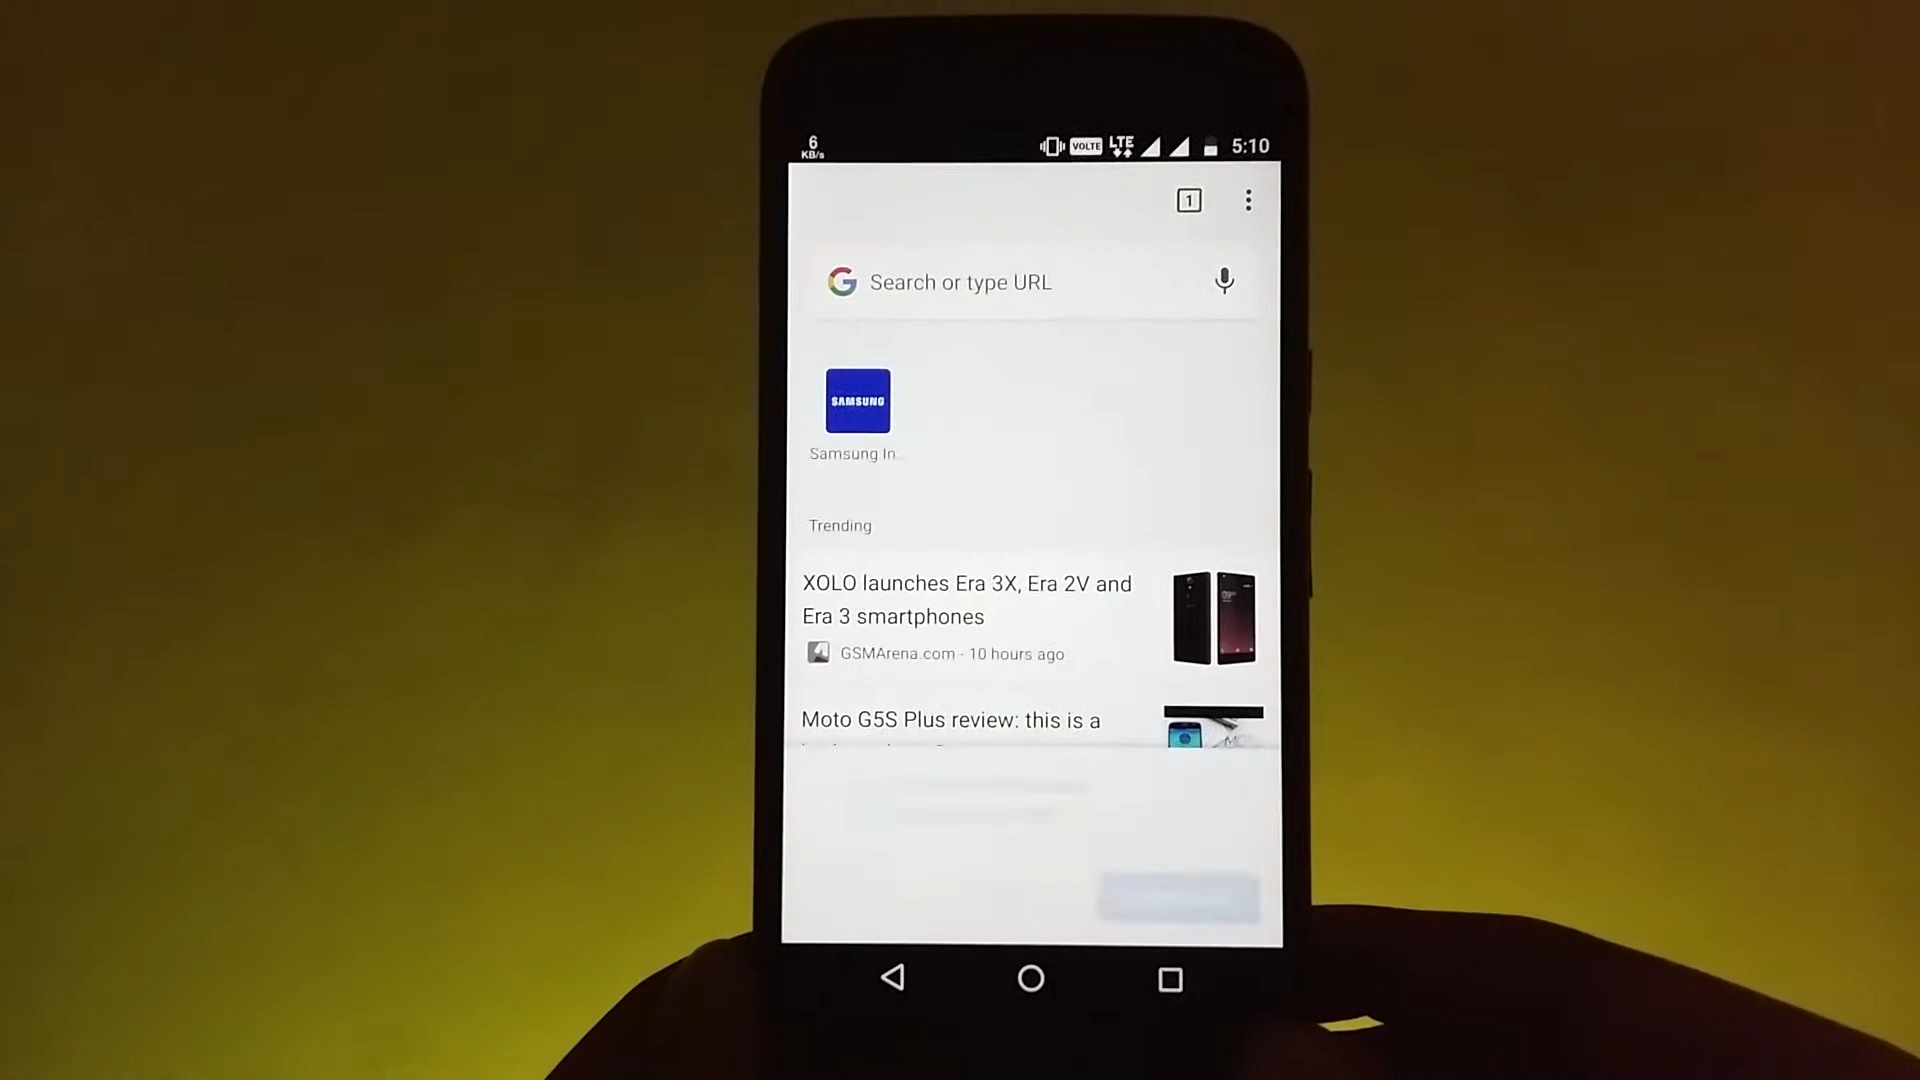 6
KB/s
VOLTE LTE 5:10
1
Search or type URL
SAMSUNG
Samsung In...
Trending
XOLO launches Era 3X, Era 2V and
Era 3 smartphones
GSMArena.com - 10 hours ago
Moto G5S Plus review: this is a